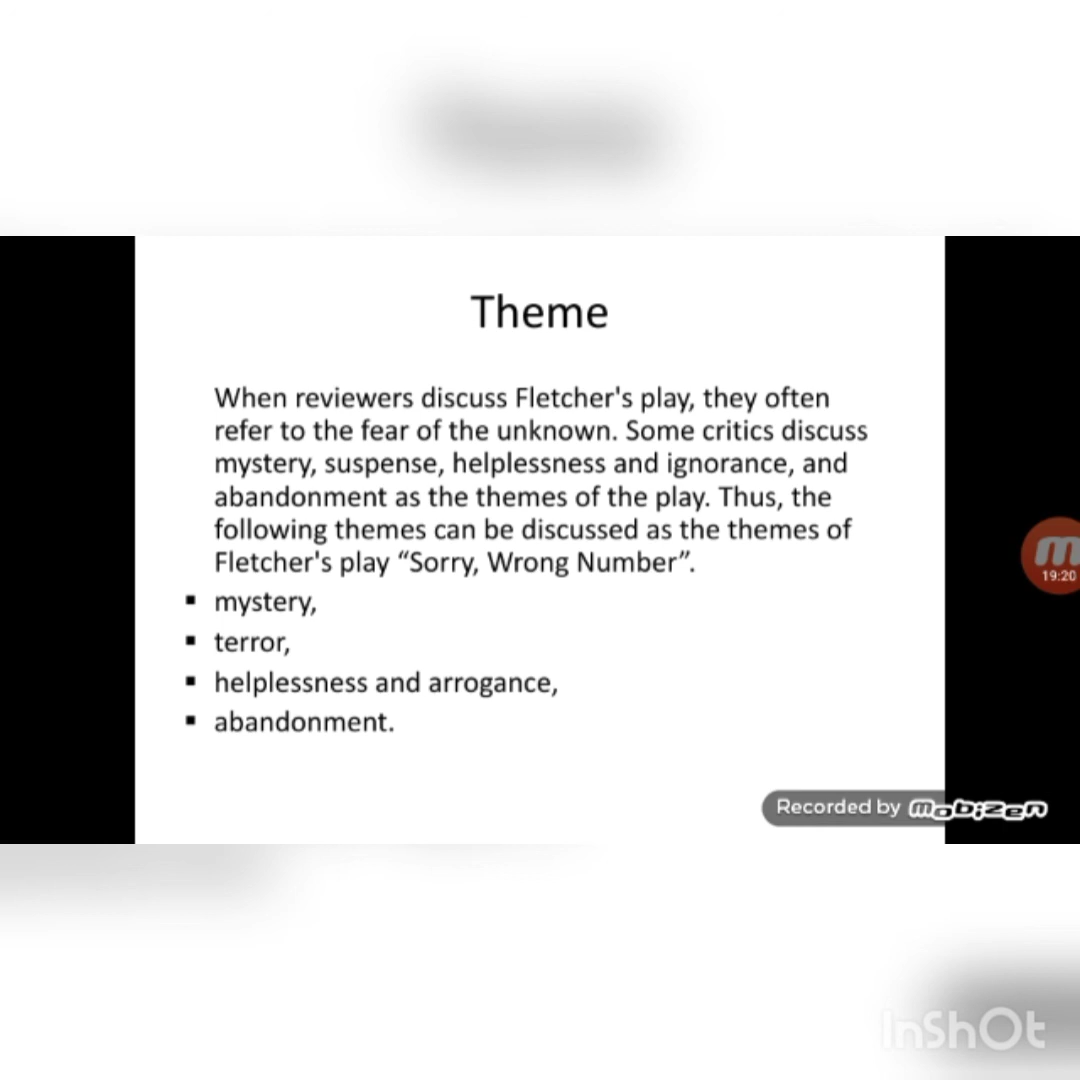 Theme
When reviewers discuss Fletcher's play, they often
refer to the fear of the unknown. Some critics discuss
mystery, suspense, helplessness and ignorance, and
abandonment as the themes of the play. Thus, the
following themes can be discussed as the themes of
Fletcher's play “Sorry, Wrong Number”.
▪ mystery,
▪ terror,
▪ helplessness and arrogance,
▪ abandonment.
m
19:20
Recorded by mobizen
InShOt